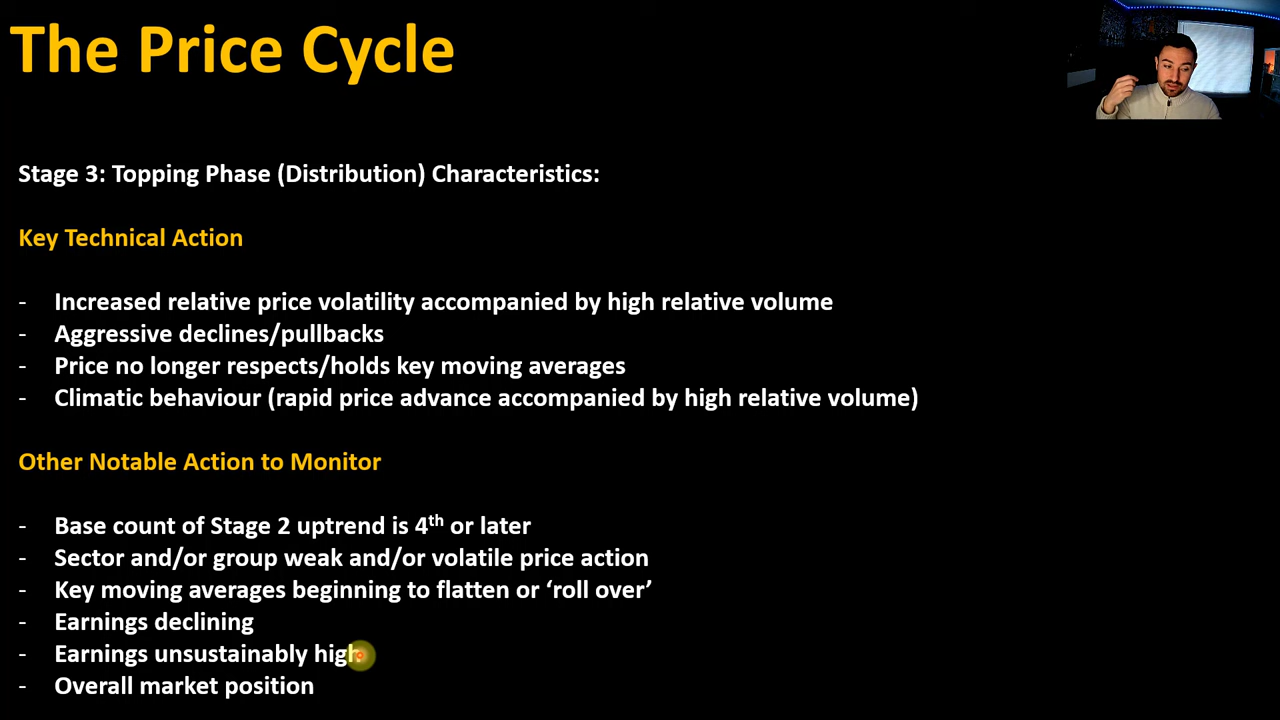 The Price Cycle
Stage 3: Topping Phase (Distribution) Characteristics:
Key Technical Action
- Increased relative price volatility accompanied by high relative volume
- Aggressive declines/pullbacks
- Price no longer respects/holds key moving averages
- Climatic behaviour (rapid price advance accompanied by high relative volume)
Other Notable Action to Monitor
- Base count of Stage 2 uptrend is 4th or later
- Sector and/or group weak and/or volatile price action
- Key moving averages beginning to flatten or ‘roll over’
- Earnings declining
- Earnings unsustainably high
- Overall market position